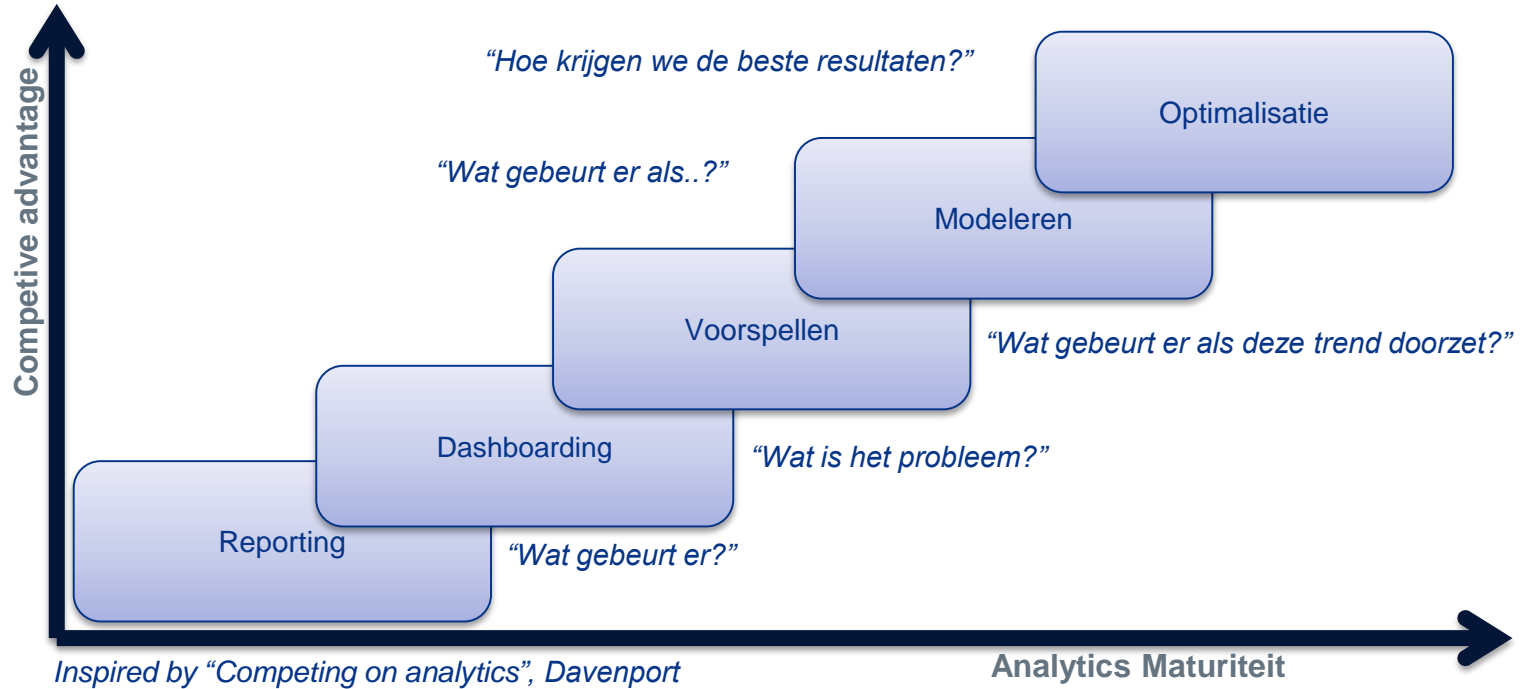 Competive advantage
“Hoe krijgen we de beste resultaten?”
Optimalisatie
“Wat gebeurt er als..?”
Modeleren
Voorspellen
“Wat gebeurt er als deze trend doorzet?”
Dashboarding
“Wat is het probleem?”
Reporting
“Wat gebeurt er?”
Analytics Maturiteit
Inspired by “Competing on analytics”, Davenport